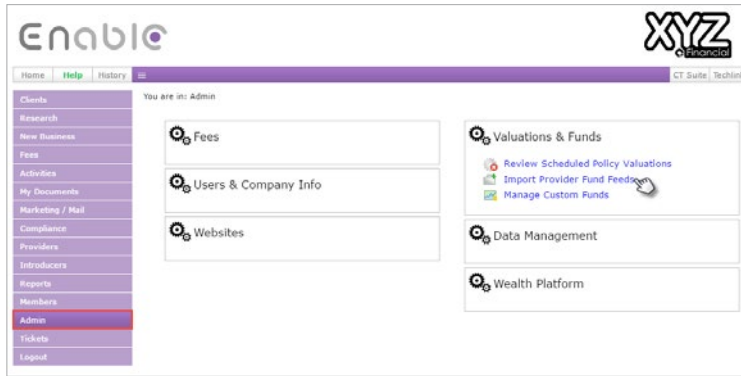 Enable
XYZ
Financial
Home Help History CT Suite Techlin
You are in: Admin
Clients
Research
New Business
Fees
Activities
My Documents
Marketing / Mail
Compliance
Providers
Introducers
Reports
Members
Admin
Tickets
Logout
Fees
Users & Company Info
Websites
Valuations & Funds
Review Scheduled Policy Valuations
Import Provider Fund Feeds
Manage Custom Funds
Data Management
Wealth Platform